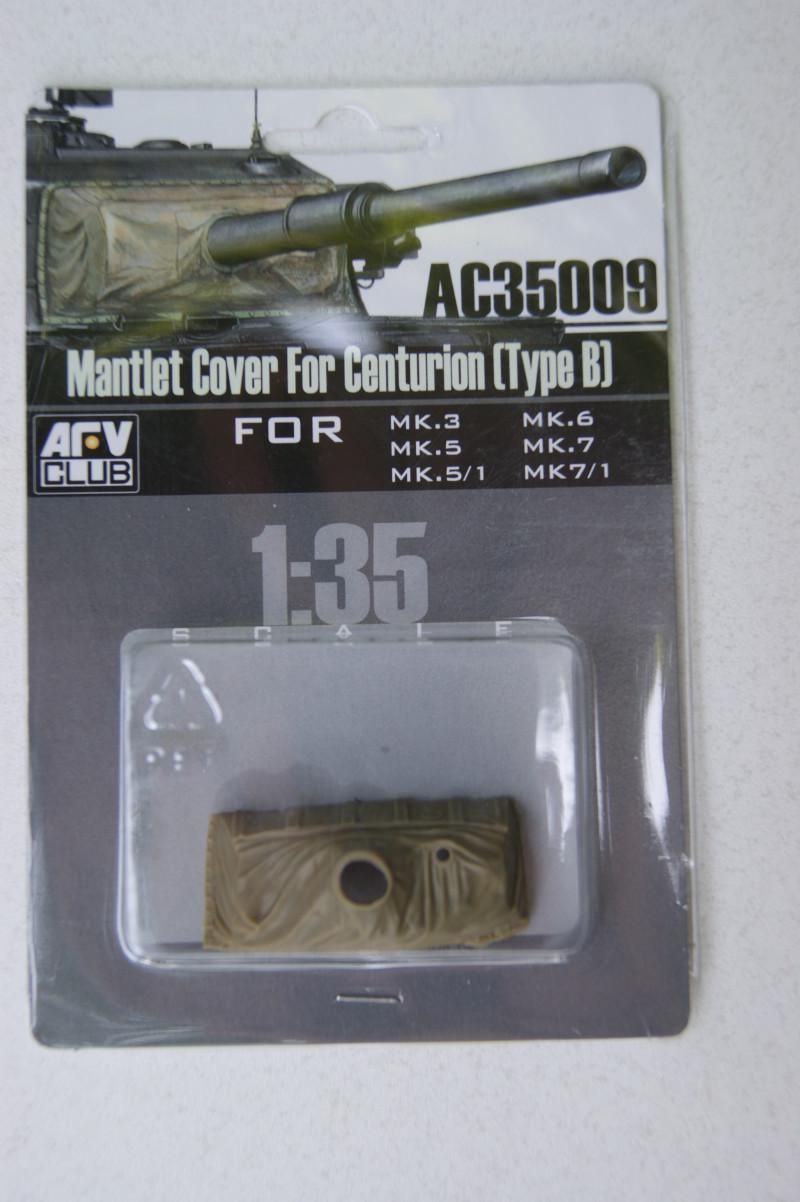 AC35009
Mantlet Cover For Centurion (Type B)
AFV
CLUB
FOR
MK.3 MK.6
MK.5 MK.7
MK.5/1 MK7/1
1:35
SCALE
PET